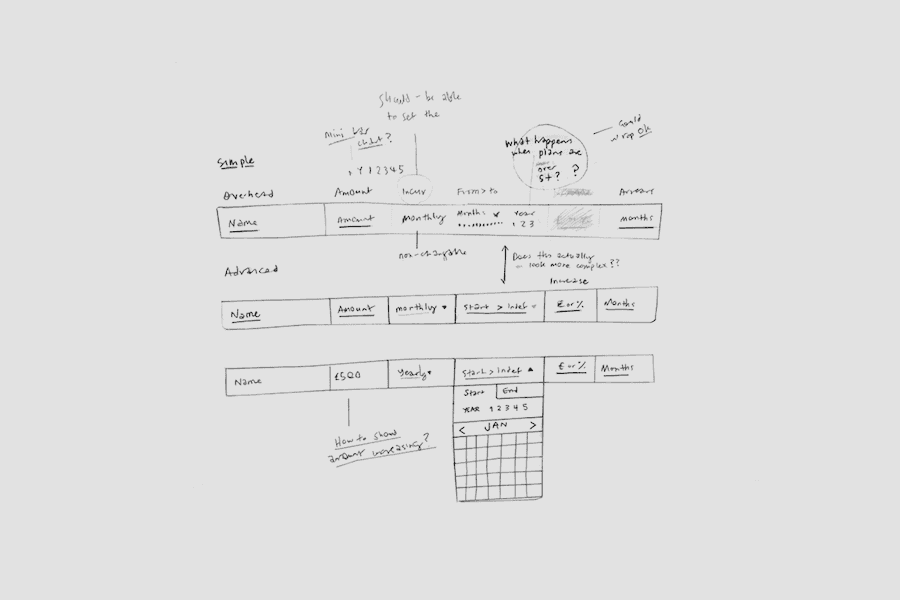 Should be able
to set the
Mini bar
chart?
Y 1 2 3 4 5
What happens
when plans are
over
5+? ?
Could
wrap OK
Simple
Overhead Amount Incur From > to
Name Amount Monthly Months Year 1 2 3 Months
non-changable
Does this actually
look more complex??
Advanced
Increase
Name Amount monthly Start > Indef £ or % Months
Name £500 Yearly Start > Indef £ or % Months
Start End
YEAR 1 2 3 4 5
< JAN >
How to show
amount increasing?